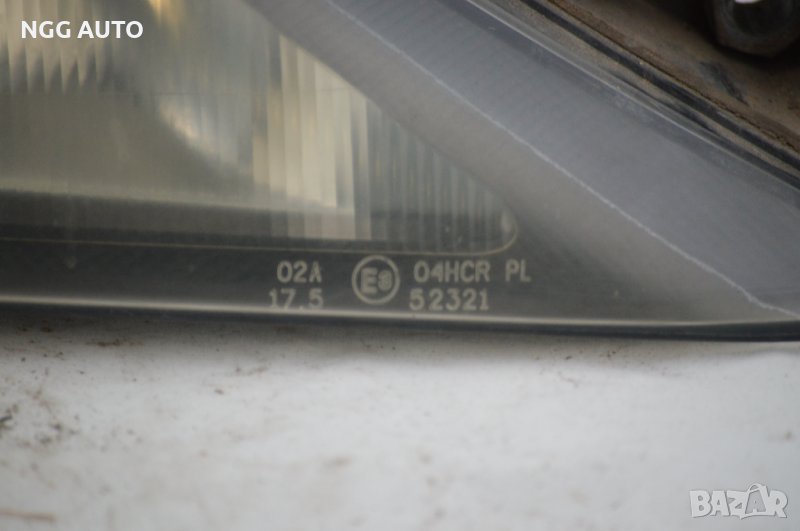 NGG AUTO
02A E8 04HCR PL
17.5 52321
BAZAR